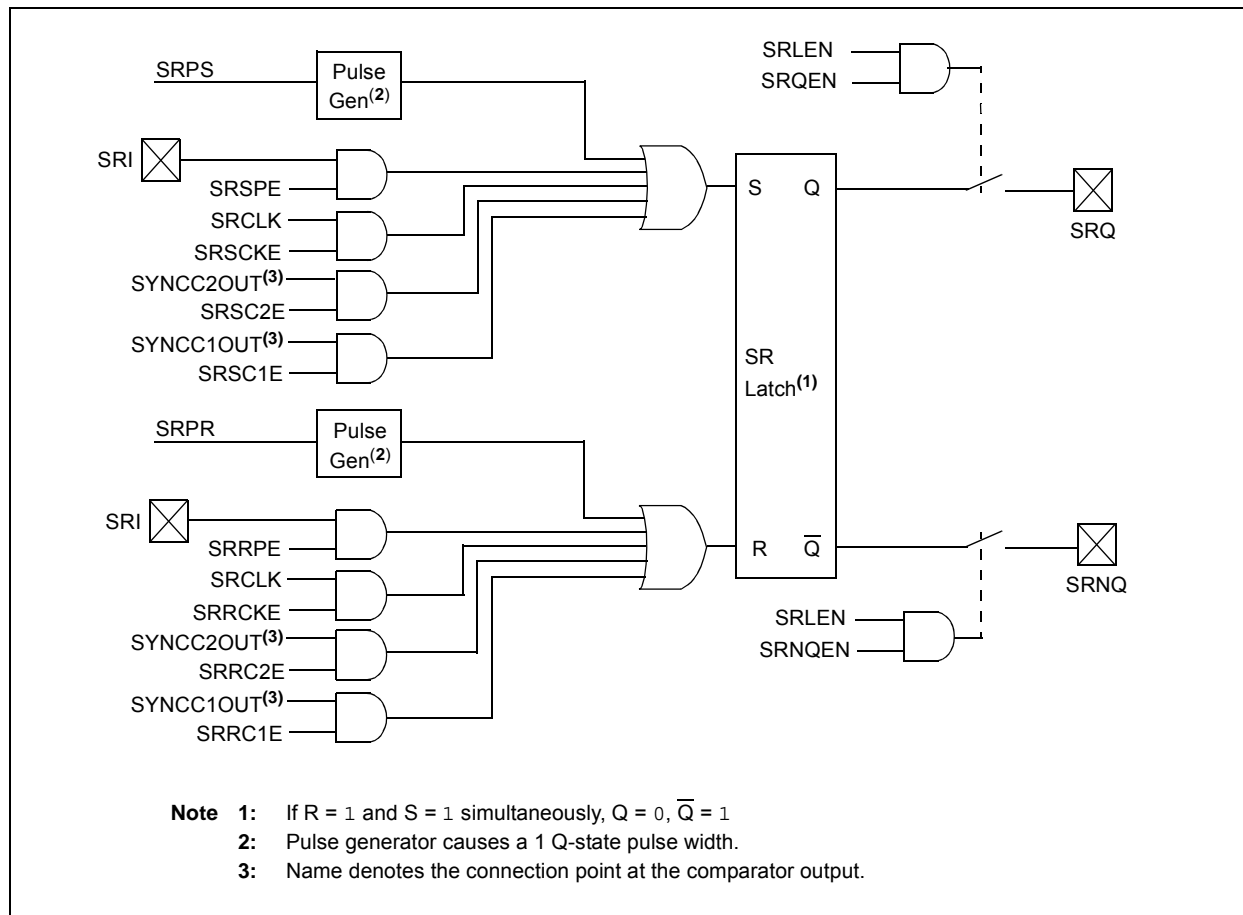 SRPS
Pulse
Gen(2)
SRI
SRSPE
SRCLK
SRSCKE
SYNCC2OUT(3)
SRSC2E
SYNCC1OUT(3)
SRSC1E
SRPR
Pulse
Gen(2)
SRI
SRRPE
SRCLK
SRRCKE
SYNCC2OUT(3)
SRRC2E
SYNCC1OUT(3)
SRRC1E
S Q
SR
Latch(1)
R Q̅
SRLEN
SRQEN
SRQ
SRNQ
SRLEN
SRNQEN
Note 1: If R = 1 and S = 1 simultaneously, Q = 0, Q̅ = 1
2: Pulse generator causes a 1 Q-state pulse width.
3: Name denotes the connection point at the comparator output.